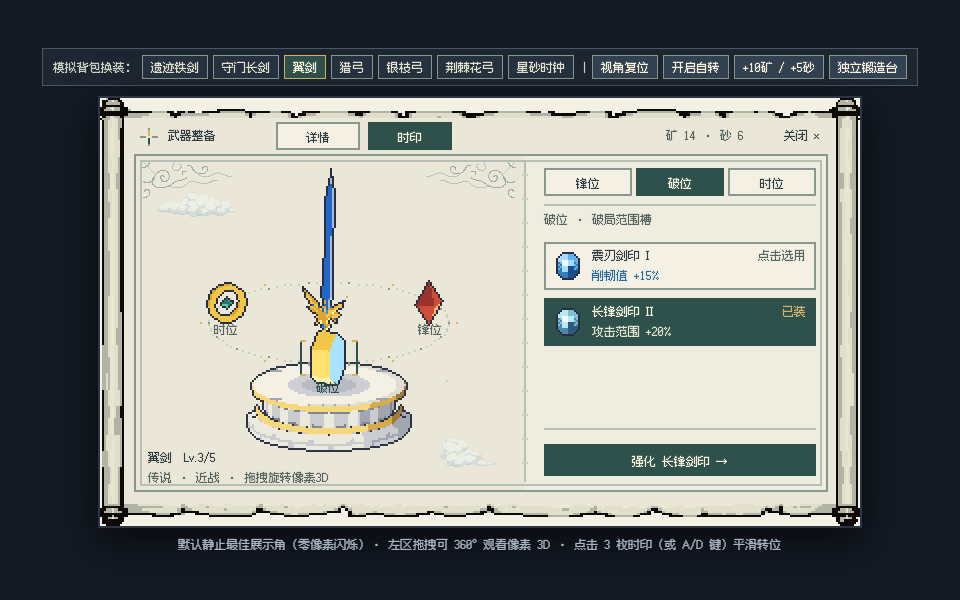 模拟背包换装： 遗迹铁剑 守门长剑 翼剑 猎弓 银枝弓 荆棘花弓 星砂时钟 | 视角复位 开启自转 +10矿 / +5砂 独立锻造台
武器整备 详情 时印 矿 14 · 砂 6 关闭 ×
锋位 破位 时位
破位 · 破局范围槽
震刃剑印 I 点击选用
削韧值 +15%
长锋剑印 II 已装
攻击范围 +20%
时位 锋位
破位
翼剑 Lv.3/5
传说 · 近战 · 拖拽旋转像素3D
强化 长锋剑印 →
默认静止最佳展示角（零像素闪烁） · 左区拖拽可 360° 观看像素 3D · 点击 3 枚时印（或 A/D 键）平滑转位